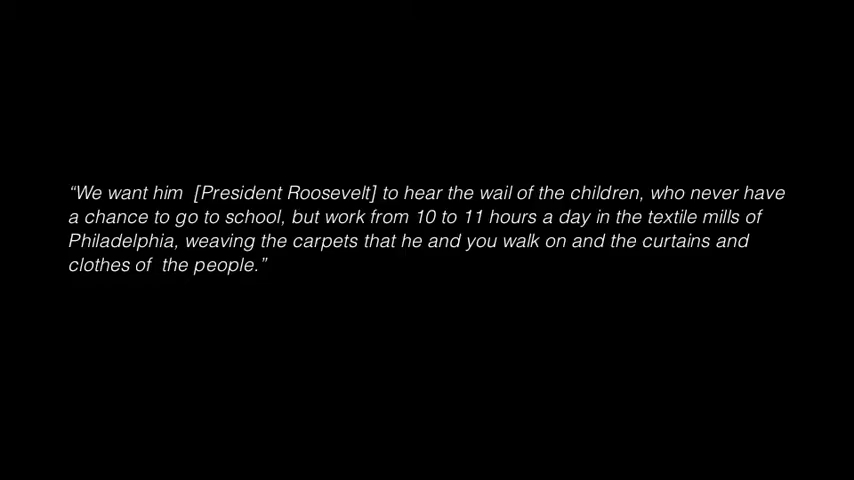 “We want him  [President Roosevelt] to hear the wail of the children, who never have
a chance to go to school, but work from 10 to 11 hours a day in the textile mills of
Philadelphia, weaving the carpets that he and you walk on and the curtains and
clothes of  the people.”